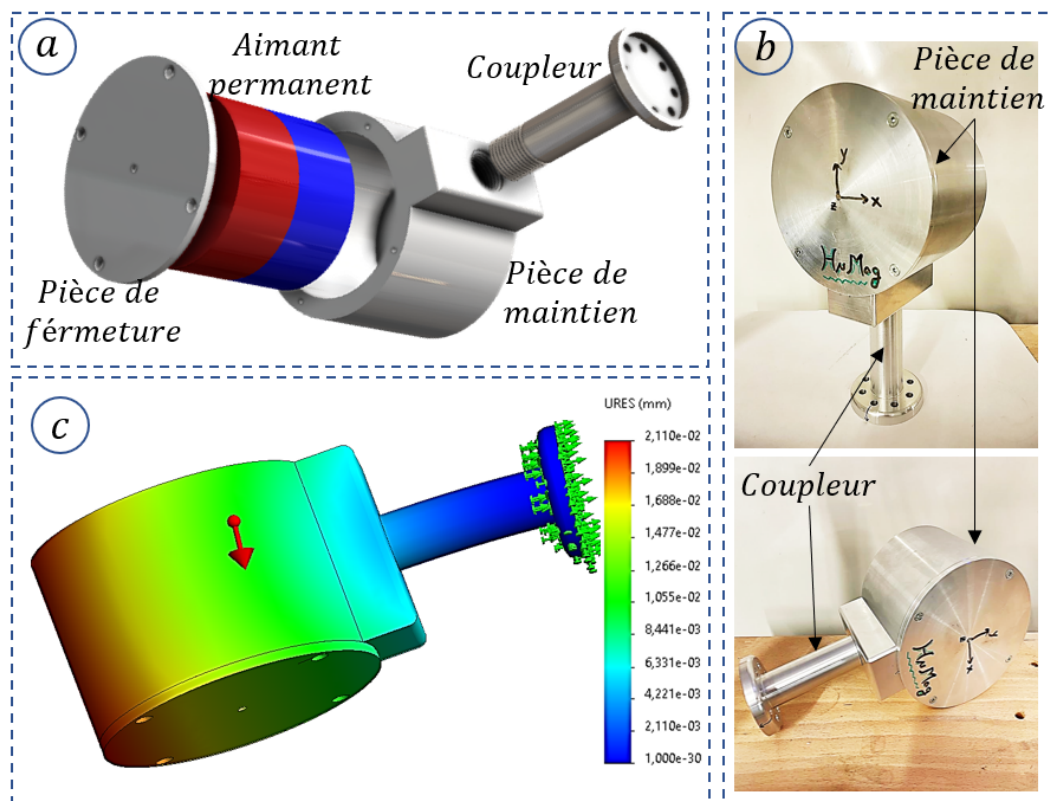 a
Aimant
permanent
Coupleur
Pièce de
férmeture
Pièce de
maintien
b
Pièce de
maintien
y
x
z
HuMag
Coupleur
y
z
x
HuMag
c
URES (mm)
2,110e-02
1,899e-02
1,688e-02
1,477e-02
1,266e-02
1,055e-02
8,441e-03
6,331e-03
4,221e-03
2,110e-03
1,000e-30